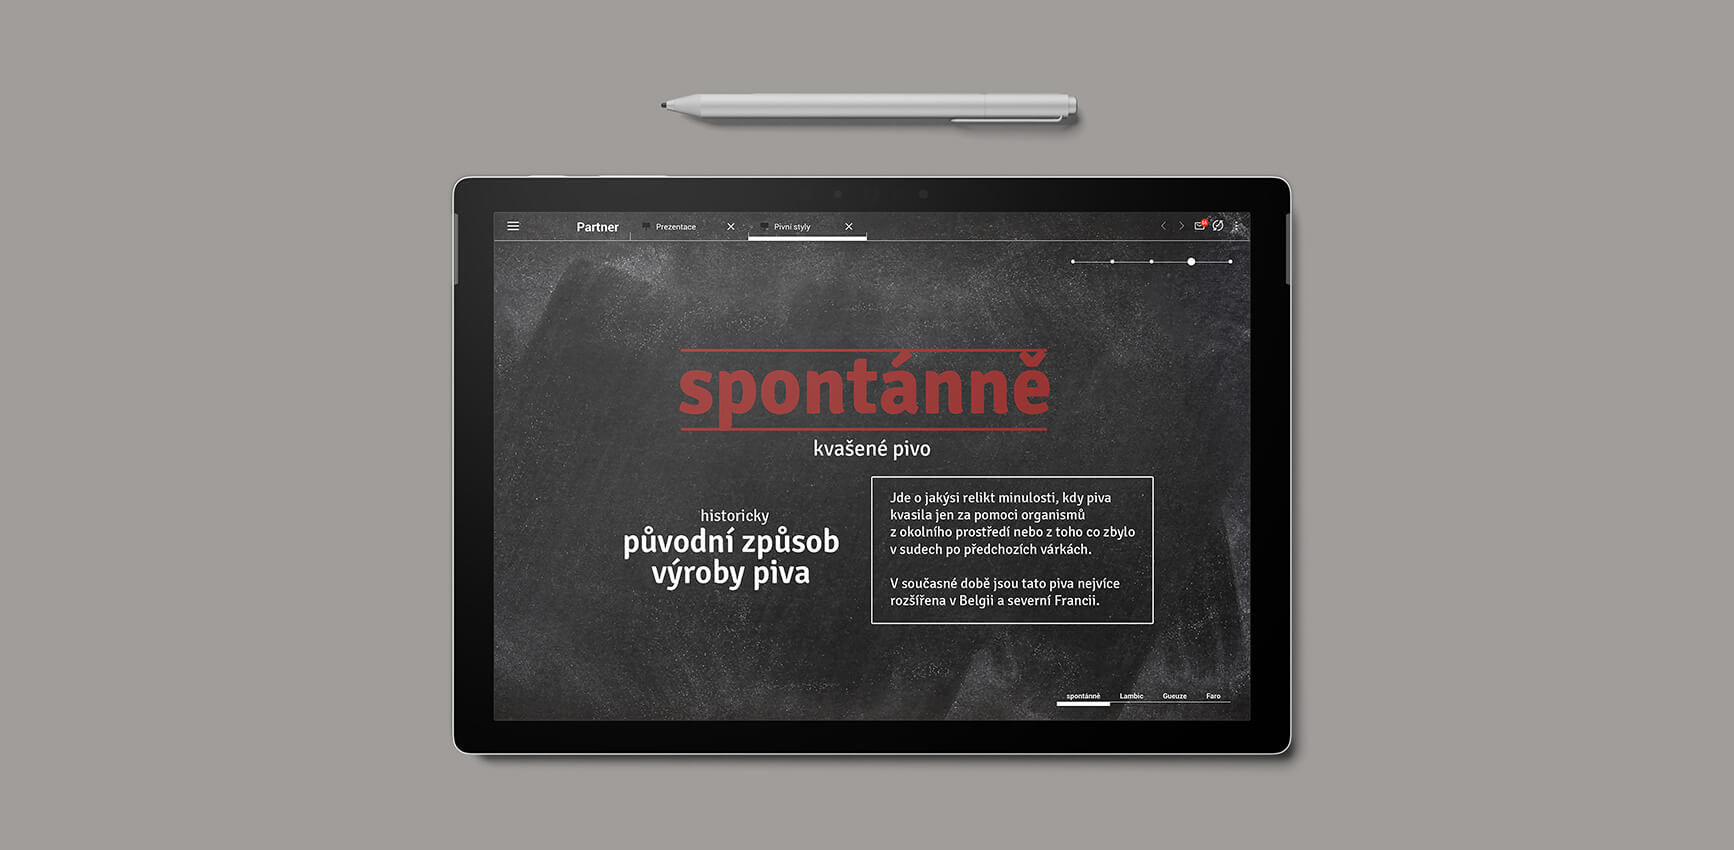 Partner
Prezentace
Pivní styly
spontánně
kvašené pivo
historicky
původní způsob
výroby piva
Jde o jakýsi relikt minulosti, kdy piva
kvasila jen za pomoci organismů
z okolního prostředí nebo z toho co zbylo
v sudech po předchozích várkách.
V současné době jsou tato piva nejvíce
rozšířena v Belgii a severní Francii.
spontánně
Lambic
Gueuze
Faro